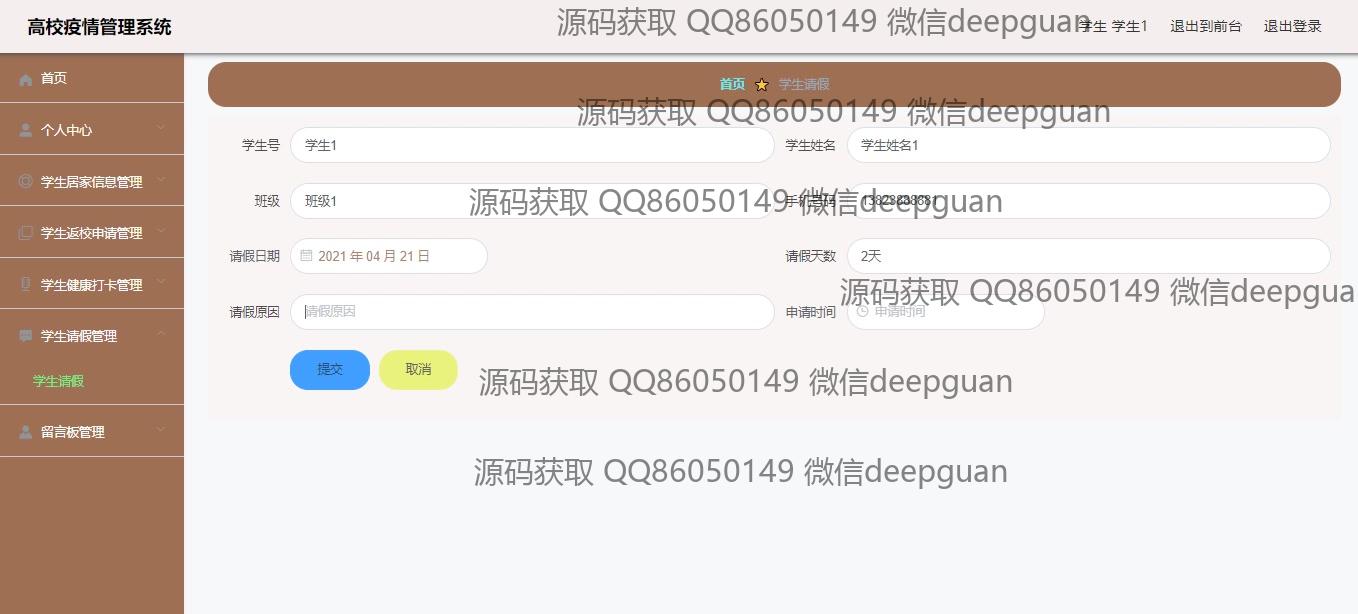 高校疫情管理系统
源码获取 QQ86050149 微信deepguan
学生 学生1 退出到前台 退出登录
首页
个人中心
学生居家信息管理
学生返校申请管理
学生健康打卡管理
学生请假管理
学生请假
留言板管理
首页 学生请假
源码获取 QQ86050149 微信deepguan
学生号 学生1 学生姓名 学生姓名1
班级 班级1 手机号码 13823888881
源码获取 QQ86050149 微信deepguan
请假日期 2021 年 04 月 21 日 请假天数 2天
源码获取 QQ86050149 微信deepgua
请假原因 请假原因 申请时间 申请时间
提交 取消
源码获取 QQ86050149 微信deepguan
源码获取 QQ86050149 微信deepguan